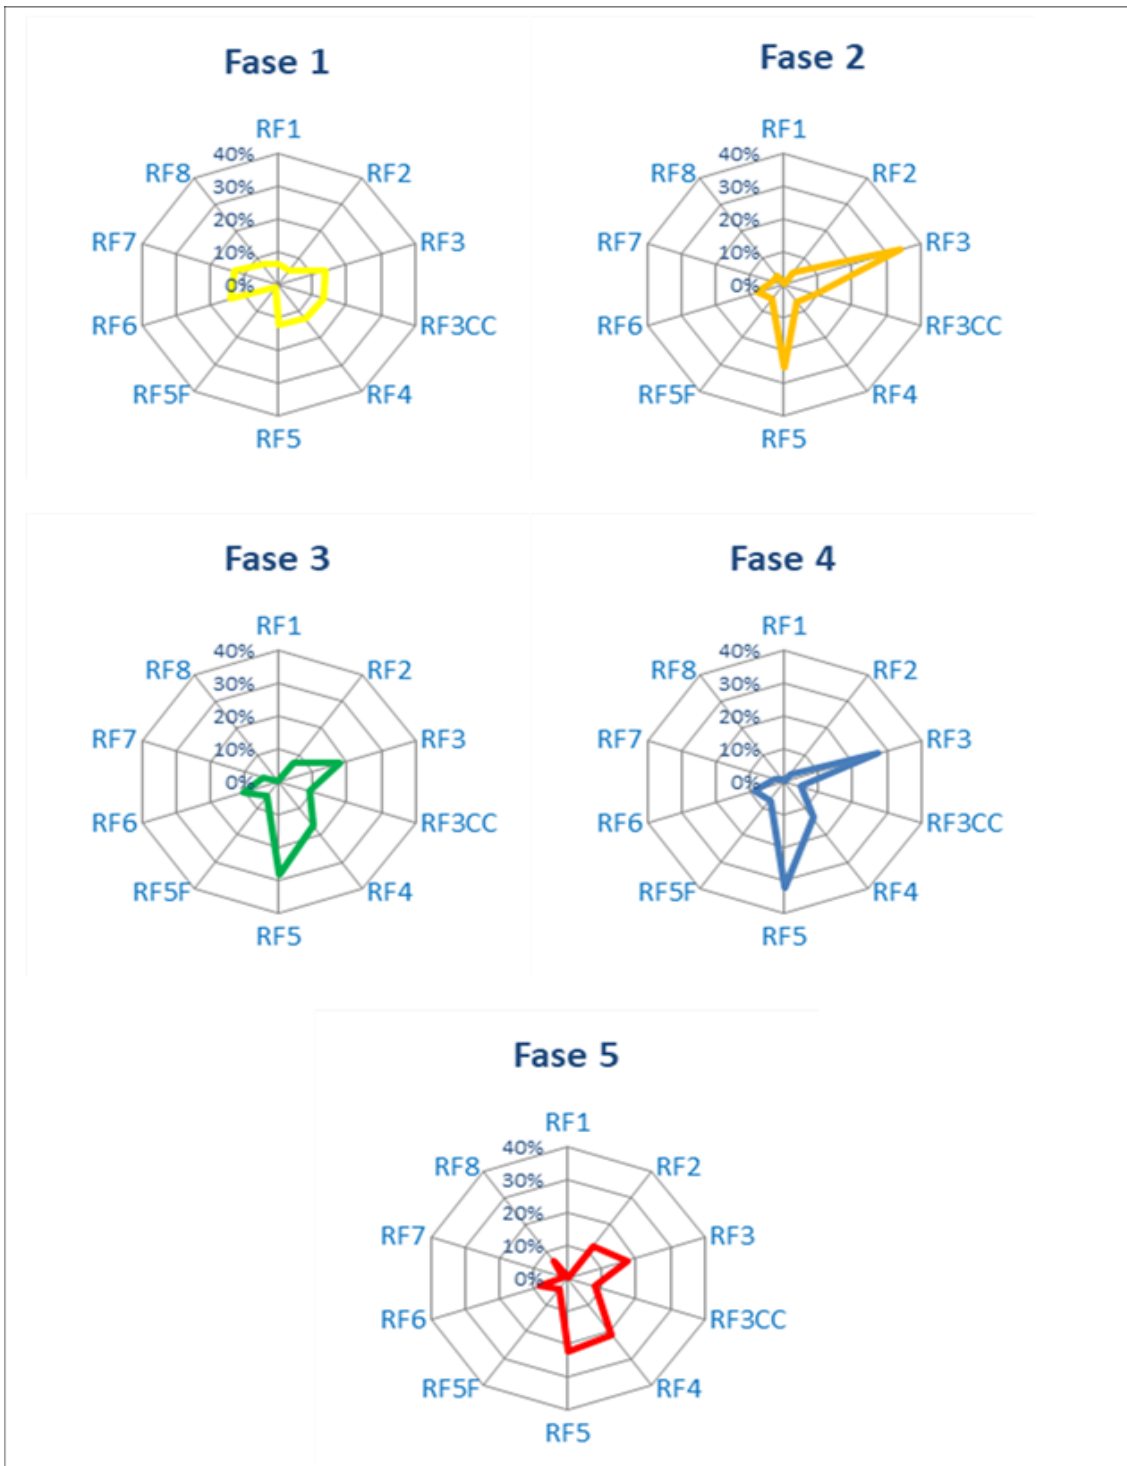 Fase 1
RF1
40%
RF8
RF2
30%
20%
RF7
RF3
10%
0%
RF6
RF3CC
RF5F
RF4
RF5
Fase 2
RF1
40%
RF8
RF2
30%
20%
RF7
RF3
10%
0%
RF6
RF3CC
RF5F
RF4
RF5
Fase 3
RF1
40%
RF8
RF2
30%
20%
RF7
RF3
10%
0%
RF6
RF3CC
RF5F
RF4
RF5
Fase 4
RF1
40%
RF8
RF2
30%
20%
RF7
RF3
10%
0%
RF6
RF3CC
RF5F
RF4
RF5
Fase 5
RF1
40%
RF8
RF2
30%
20%
RF7
RF3
10%
0%
RF6
RF3CC
RF5F
RF4
RF5